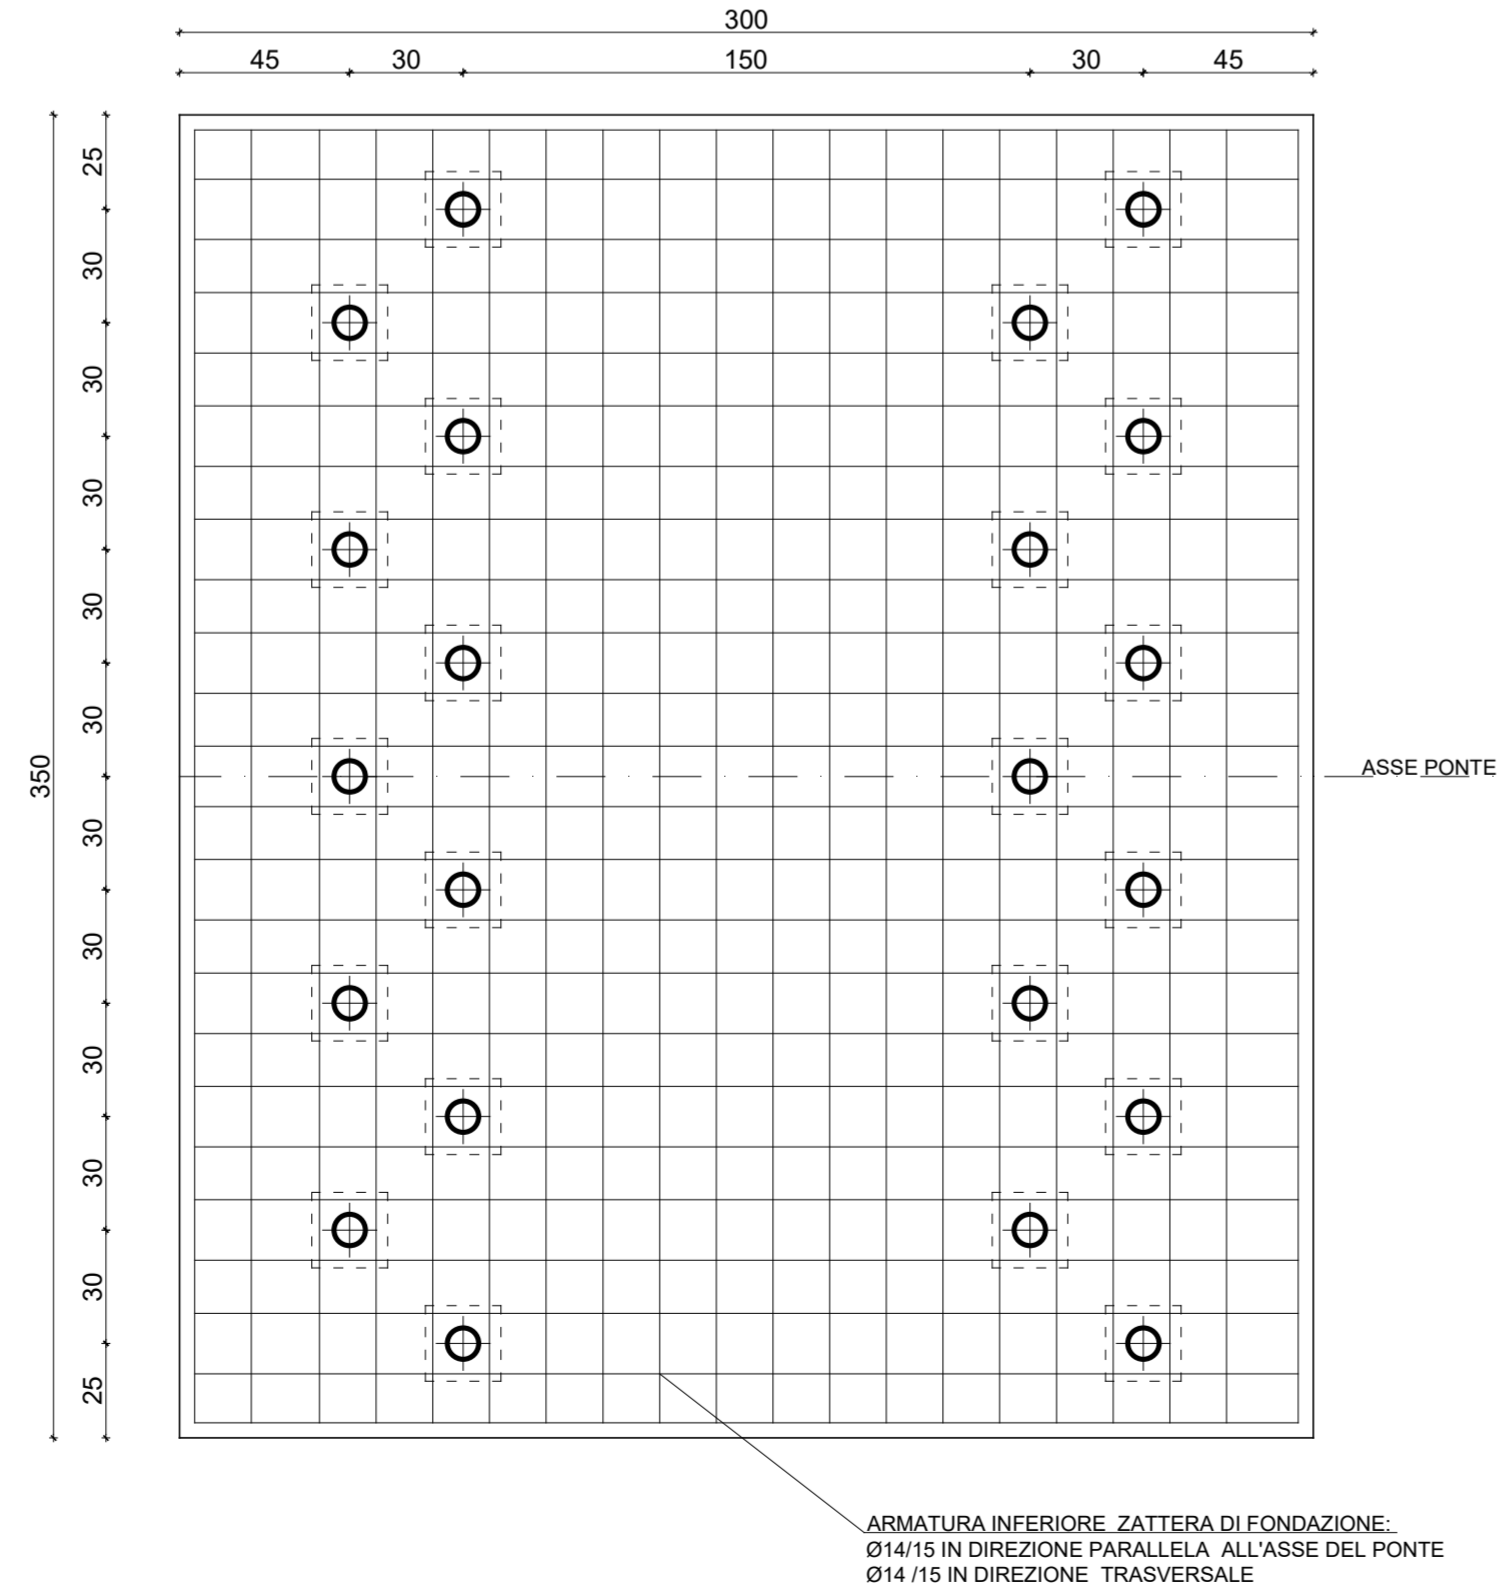 300
45 30 150 30 45
25
30
30
30
30
30
350
30
30
30
30
30
25
ASSE PONTE
ARMATURA INFERIORE ZATTERA DI FONDAZIONE:
Ø14/15 IN DIREZIONE PARALLELA ALL'ASSE DEL PONTE
Ø14 /15 IN DIREZIONE TRASVERSALE